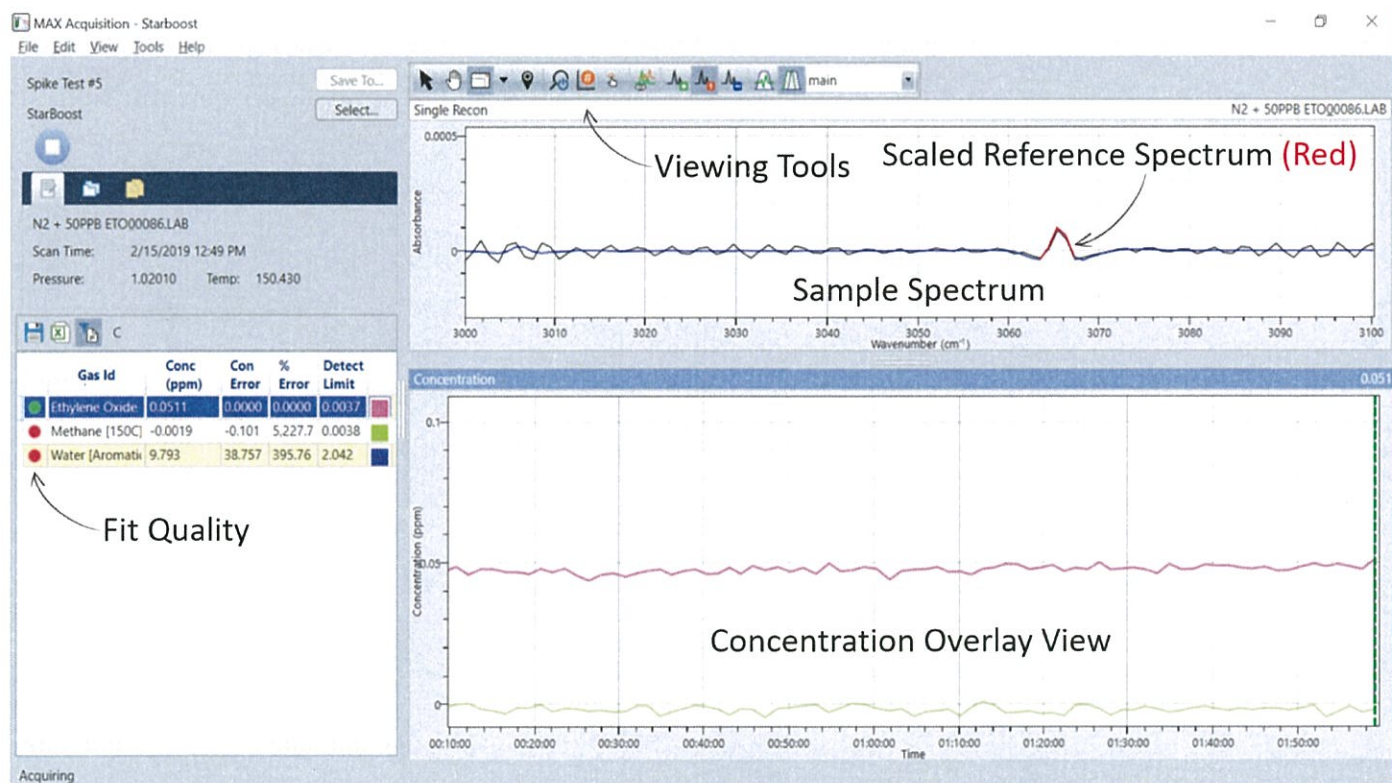 MAX Acquisition - Starboost
File Edit View Tools Help
Spike Test #5
Save To...
StarBoost
Select...
N2 + 50PPB ETO00086.LAB
Scan Time: 2/15/2019 12:49 PM
Pressure: 1.02010 Temp: 150.430
C
Gas Id Conc (ppm) Con Error % Error Detect Limit
Ethylene Oxide 0.0511 0.0000 0.0000 0.0037
Methane [150C] -0.0019 -0.101 5,227.7 0.0038
Water [Aromati 9.793 38.757 395.76 2.042
Fit Quality
main
Single Recon N2 + 50PPB ETO00086.LAB
Viewing Tools
Scaled Reference Spectrum (Red)
Sample Spectrum
Absorbance
0.0005
0
3000 3010 3020 3030 3040 3050 3060 3070 3080 3090 3100
Wavenumber (cm⁻¹)
Concentration 0.051
Concentration (ppm)
0.1
0.05
0
Concentration Overlay View
00:10:00 00:20:00 00:30:00 00:40:00 00:50:00 01:00:00 01:10:00 01:20:00 01:30:00 01:40:00 01:50:00
Time
Acquiring